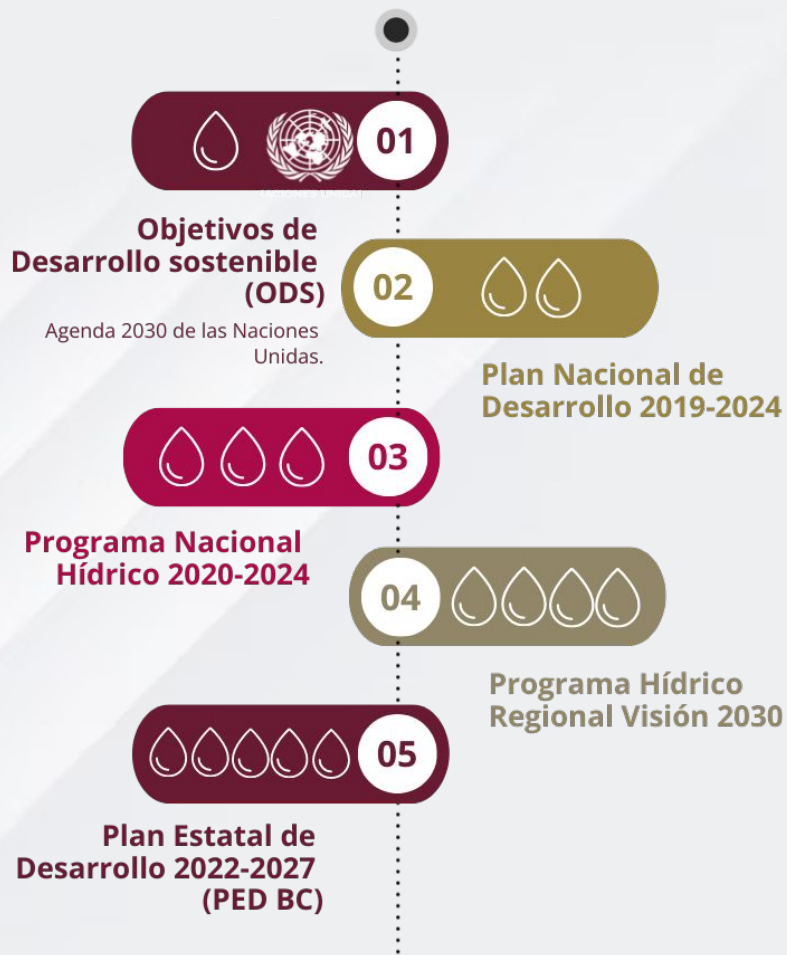 01
Objetivos de
Desarrollo sostenible
(ODS)
Agenda 2030 de las Naciones
Unidas.
02
Plan Nacional de
Desarrollo 2019-2024
03
Programa Nacional
Hídrico 2020-2024
04
Programa Hídrico
Regional Visión 2030
05
Plan Estatal de
Desarrollo 2022-2027
(PED BC)